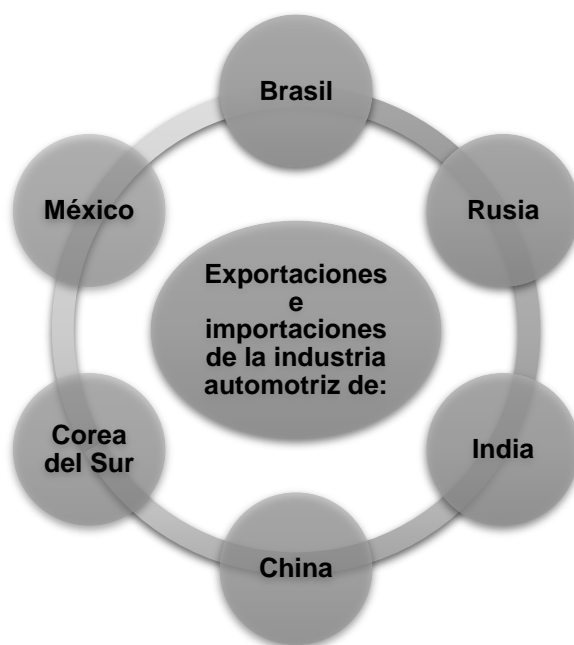 Brasil
Rusia
India
China
Corea
del Sur
México
Exportaciones
e
importaciones
de la industria
automotriz de: